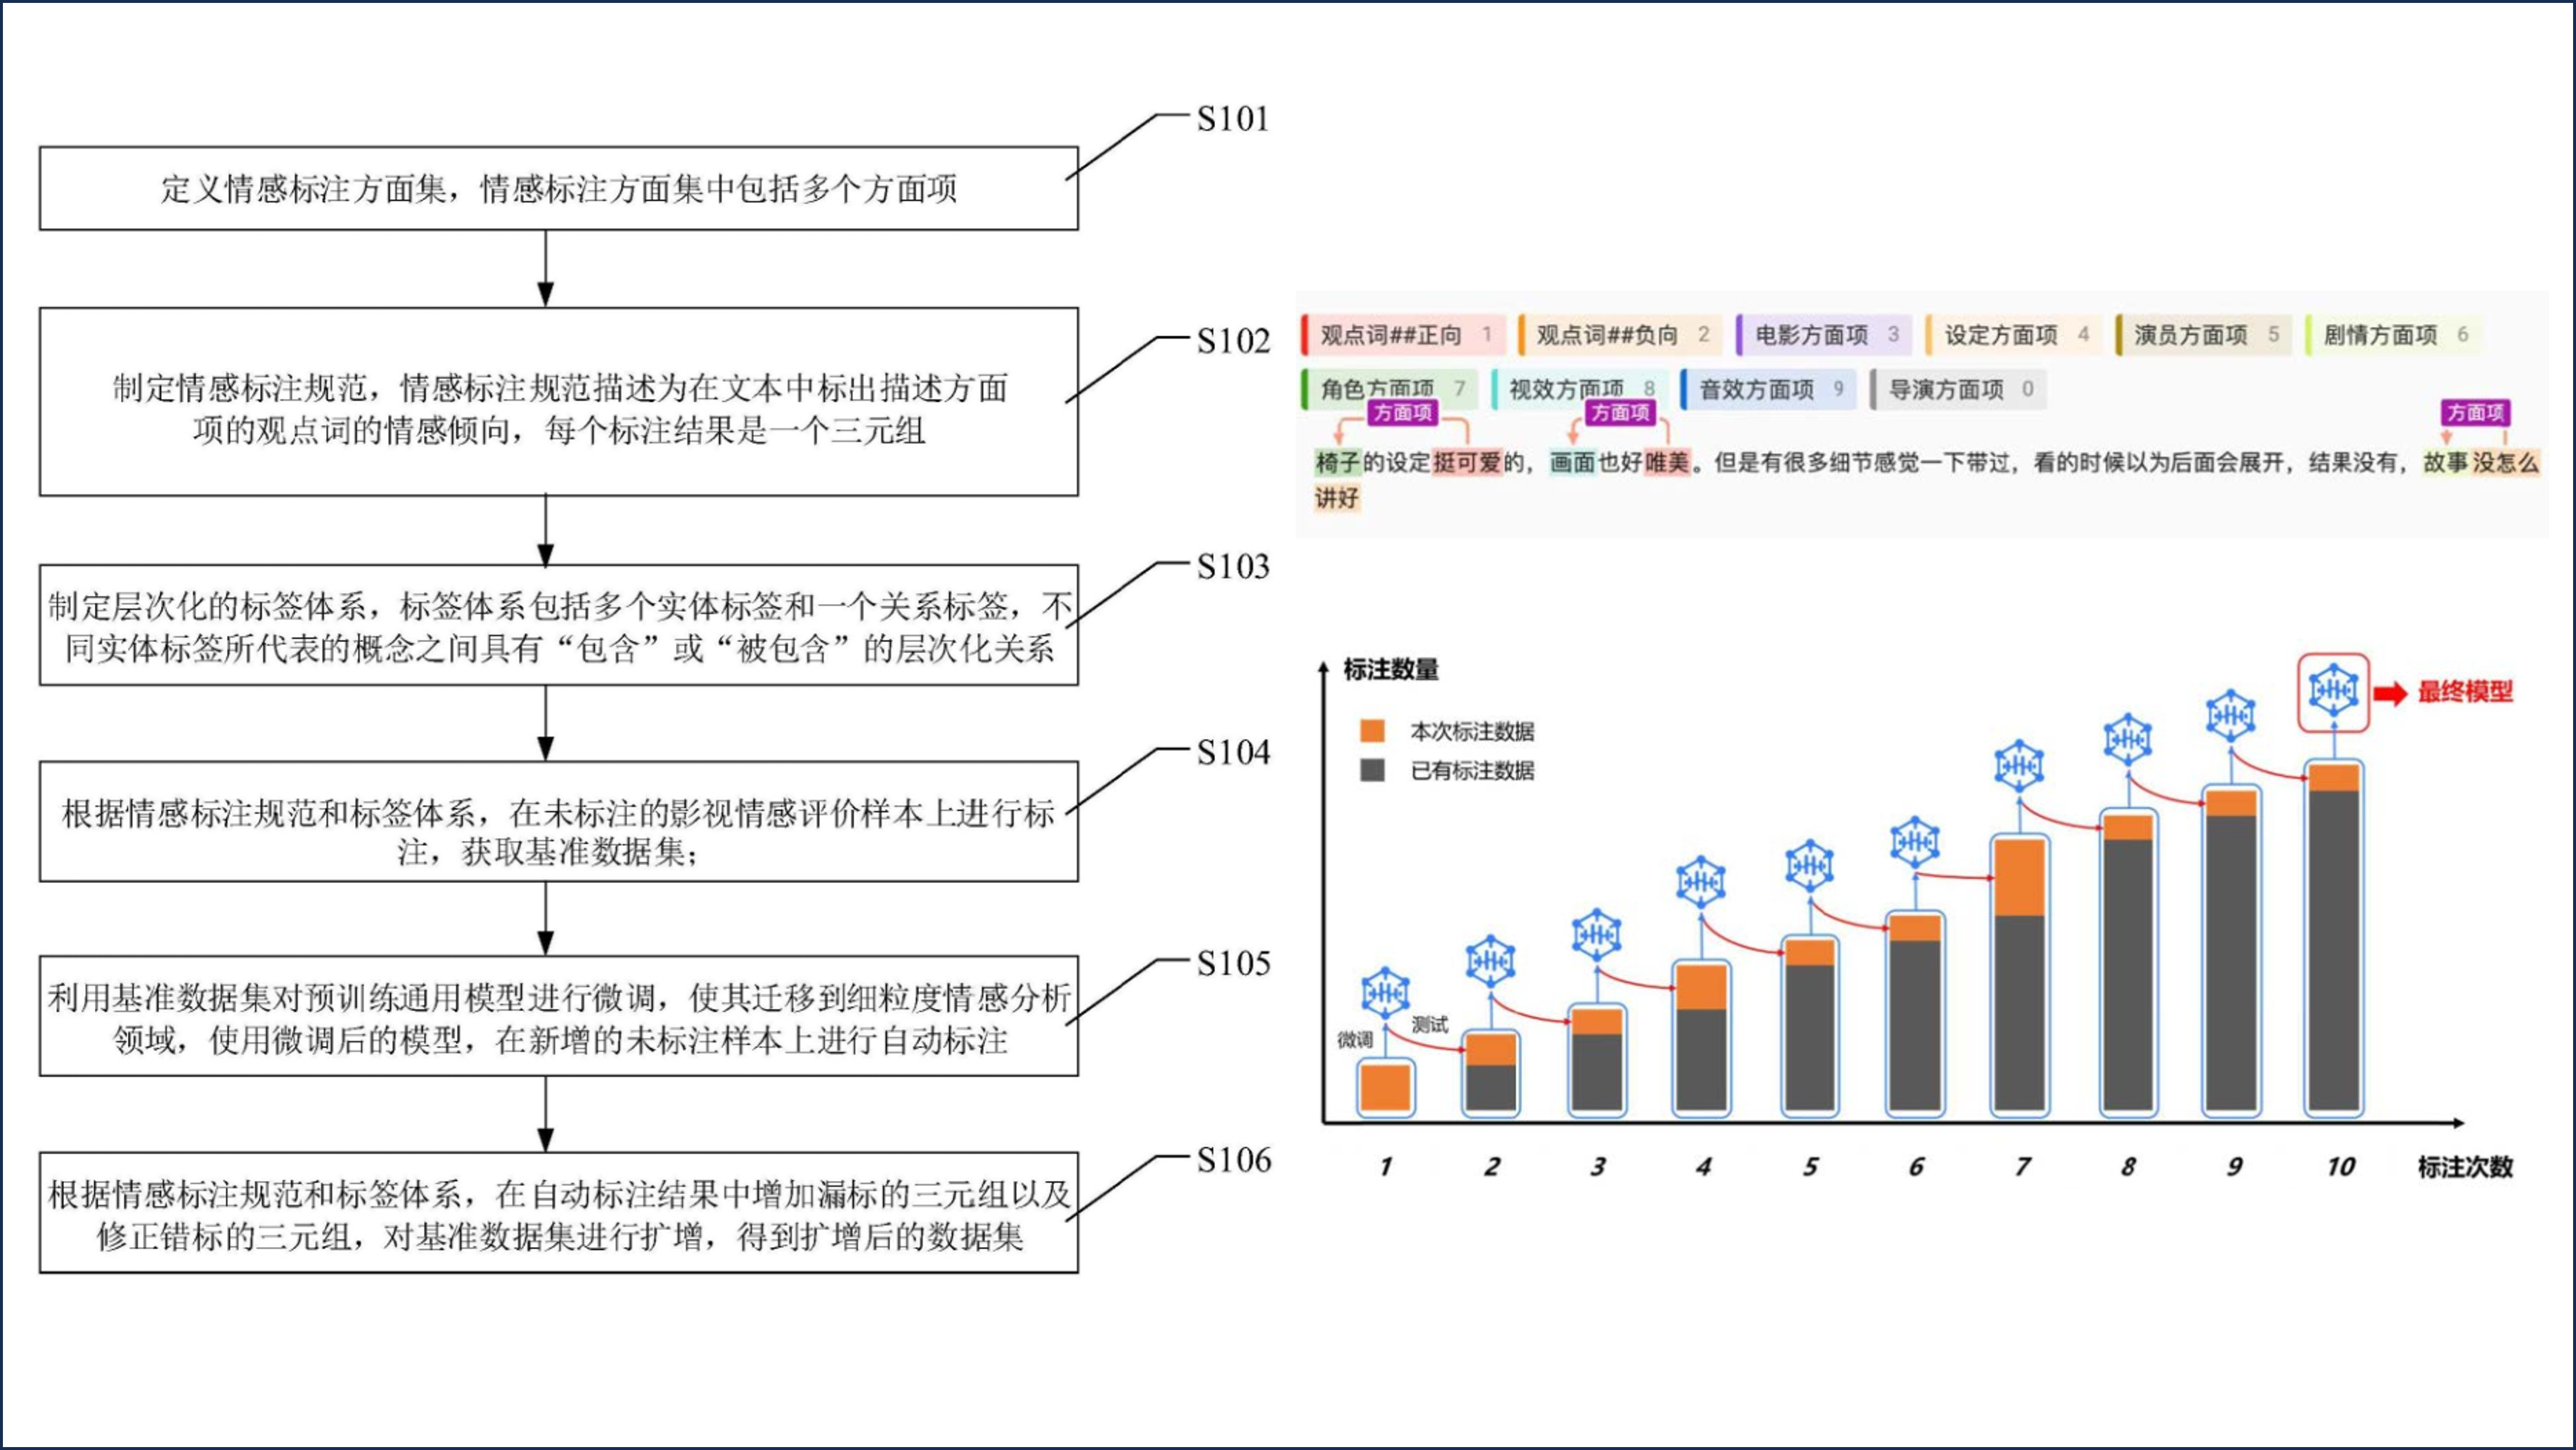 S101
定义情感标注方面集，情感标注方面集中包括多个方面项
S102
制定情感标注规范，情感标注规范描述为在文本中标出描述方面
项的观点词的情感倾向，每个标注结果是一个三元组
S103
制定层次化的标签体系，标签体系包括多个实体标签和一个关系标签，不
同实体标签所代表的概念之间具有“包含”或“被包含”的层次化关系
S104
根据情感标注规范和标签体系，在未标注的影视情感评价样本上进行标
注，获取基准数据集；
S105
利用基准数据集对预训练通用模型进行微调，使其迁移到细粒度情感分析
领域，使用微调后的模型，在新增的未标注样本上进行自动标注
S106
根据情感标注规范和标签体系，在自动标注结果中增加漏标的三元组以及
修正错标的三元组，对基准数据集进行扩增，得到扩增后的数据集
观点词##正向 1 观点词##负向 2 电影方面项 3 设定方面项 4 演员方面项 5 剧情方面项 6
角色方面项 7 视效方面项 8 音效方面项 9 导演方面项 0
方面项 方面项 方面项
椅子的设定挺可爱的，画面也好唯美。但是有很多细节感觉一下带过，看的时候以为后面会展开，结果没有，故事没怎么
讲好
标注数量
本次标注数据
已有标注数据
最终模型
微调 测试
1 2 3 4 5 6 7 8 9 10 标注次数